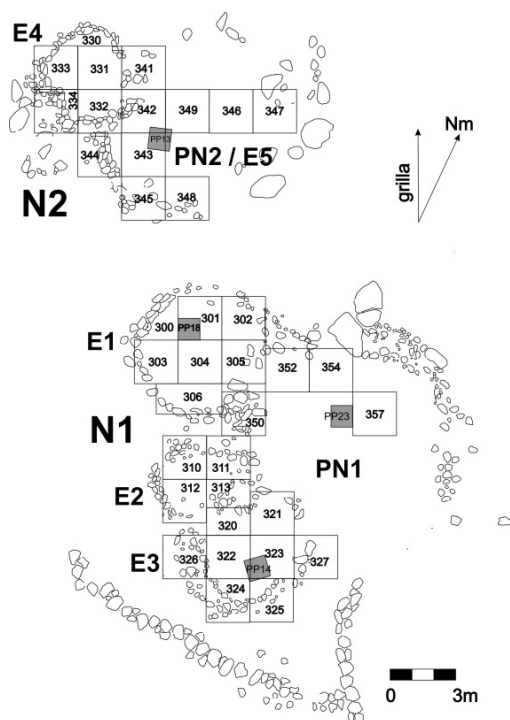 E4
330
333 331 341
334
332 342 349 346 347
PP13
344 343 PN2 / E5
N2
345 348
grilla
Nm
E1
300 PP18 301 302
303 304 305 352 354
306
N1
350 PP23 357
310 311 PN1
E2
312 313
320 321
E3
326 322 323 327
PP14
324
325
0 3m